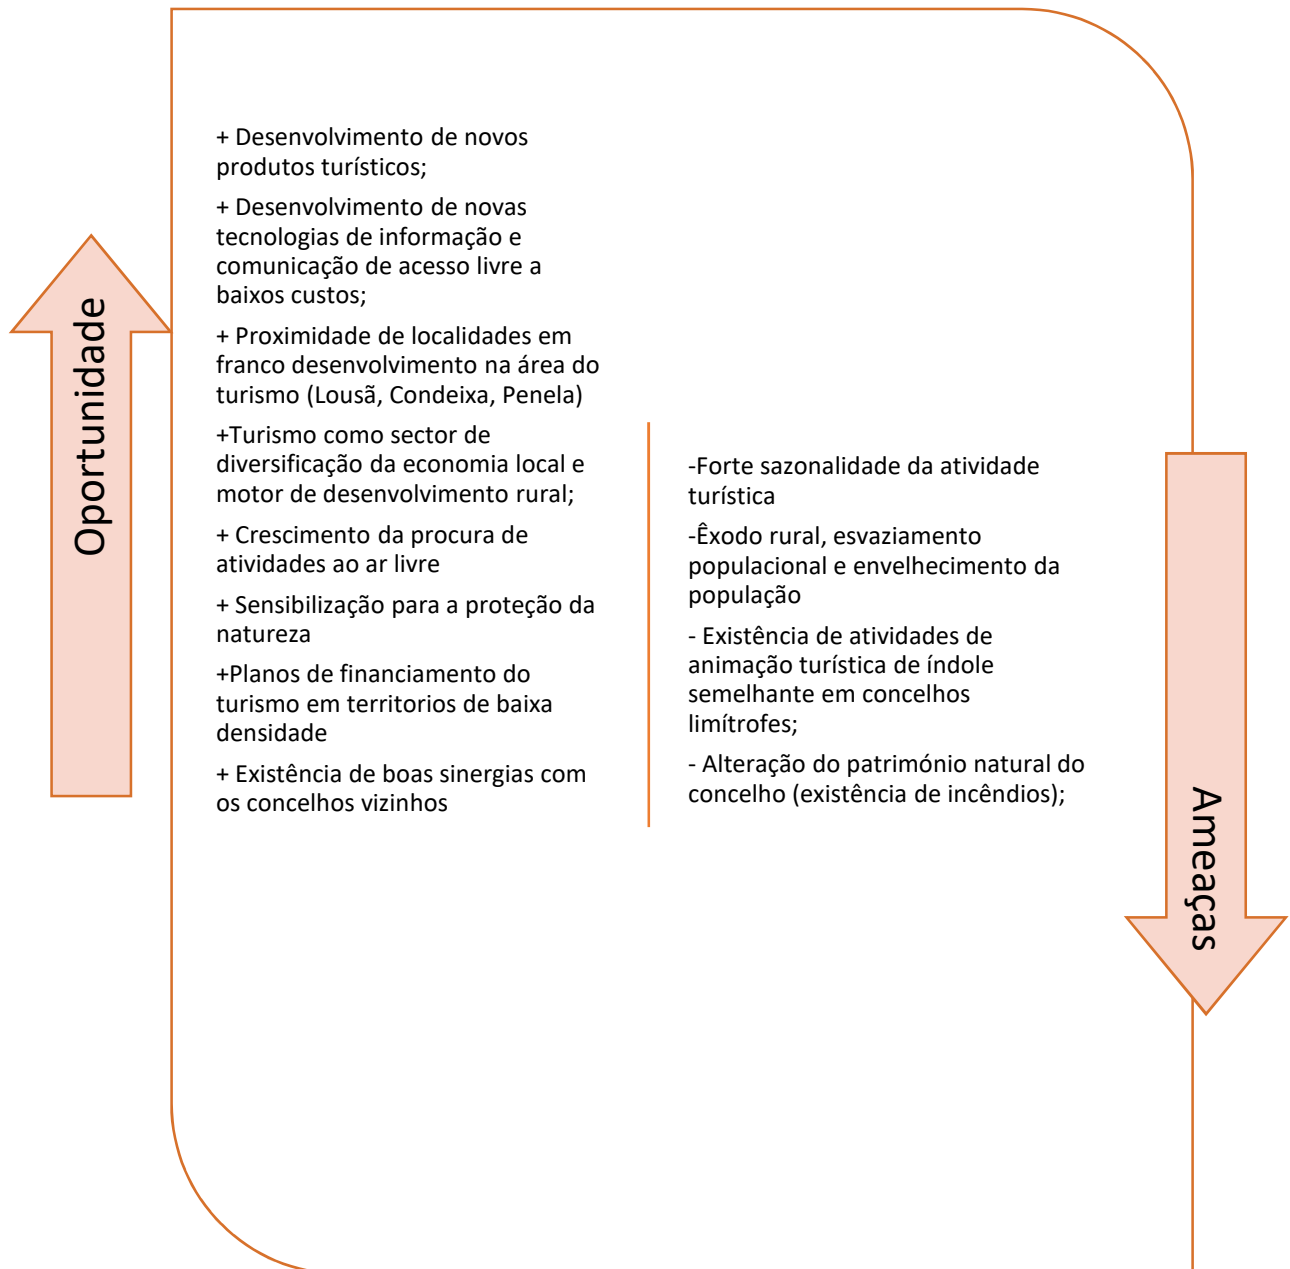 Oportunidade
+ Desenvolvimento de novos
produtos turísticos;
+ Desenvolvimento de novas
tecnologias de informação e
comunicação de acesso livre a
baixos custos;
+ Proximidade de localidades em
franco desenvolvimento na área do
turismo (Lousã, Condeixa, Penela)
+Turismo como sector de
diversificação da economia local e
motor de desenvolvimento rural;
+ Crescimento da procura de
atividades ao ar livre
+ Sensibilização para a proteção da
natureza
+Planos de financiamento do
turismo em territorios de baixa
densidade
+ Existência de boas sinergias com
os concelhos vizinhos
-Forte sazonalidade da atividade
turística
-Êxodo rural, esvaziamento
populacional e envelhecimento da
população
- Existência de atividades de
animação turística de índole
semelhante em concelhos
limítrofes;
- Alteração do património natural do
concelho (existência de incêndios);
Ameaças